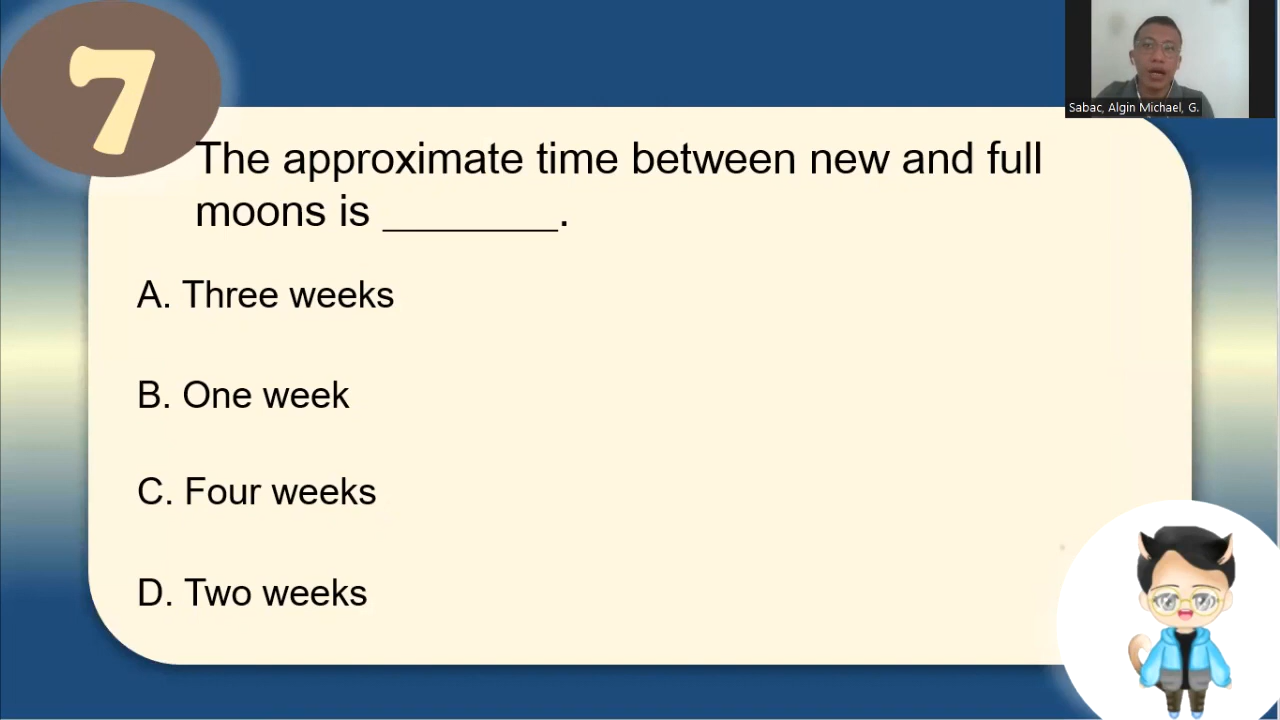 7
Sabac, Algin Michael, G.
The approximate time between new and full
moons is ________.
A. Three weeks
B. One week
C. Four weeks
D. Two weeks